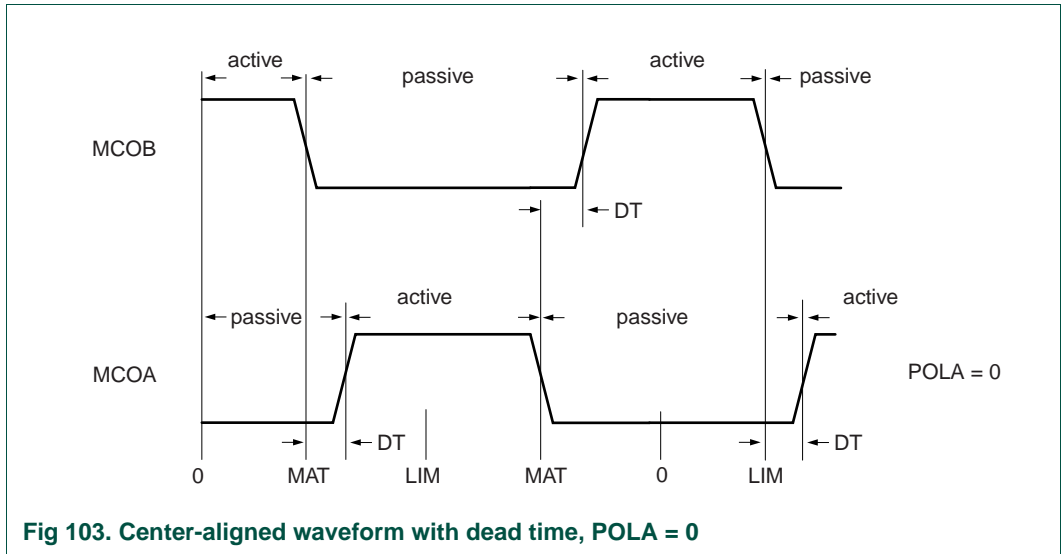 active
passive
active
passive
MCOB
DT
passive
active
passive
active
MCOA
POLA = 0
DT
DT
0
MAT
LIM
MAT
0
LIM
Fig 103. Center-aligned waveform with dead time, POLA = 0